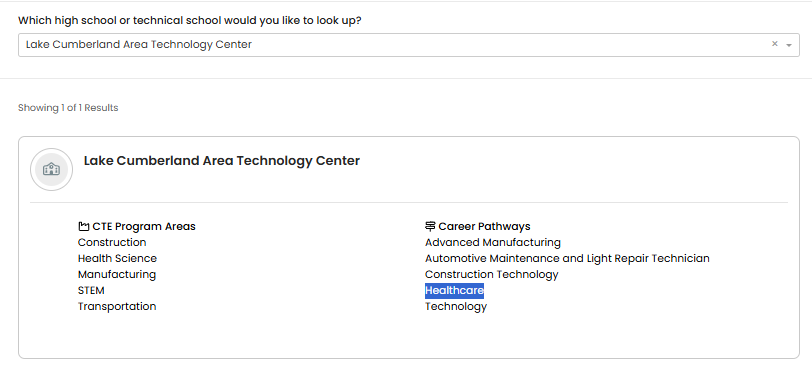 Which high school or technical school would you like to look up?
Lake Cumberland Area Technology Center ×
Showing 1 of 1 Results
Lake Cumberland Area Technology Center
CTE Program Areas
Construction
Health Science
Manufacturing
STEM
Transportation
Career Pathways
Advanced Manufacturing
Automotive Maintenance and Light Repair Technician
Construction Technology
Healthcare
Technology